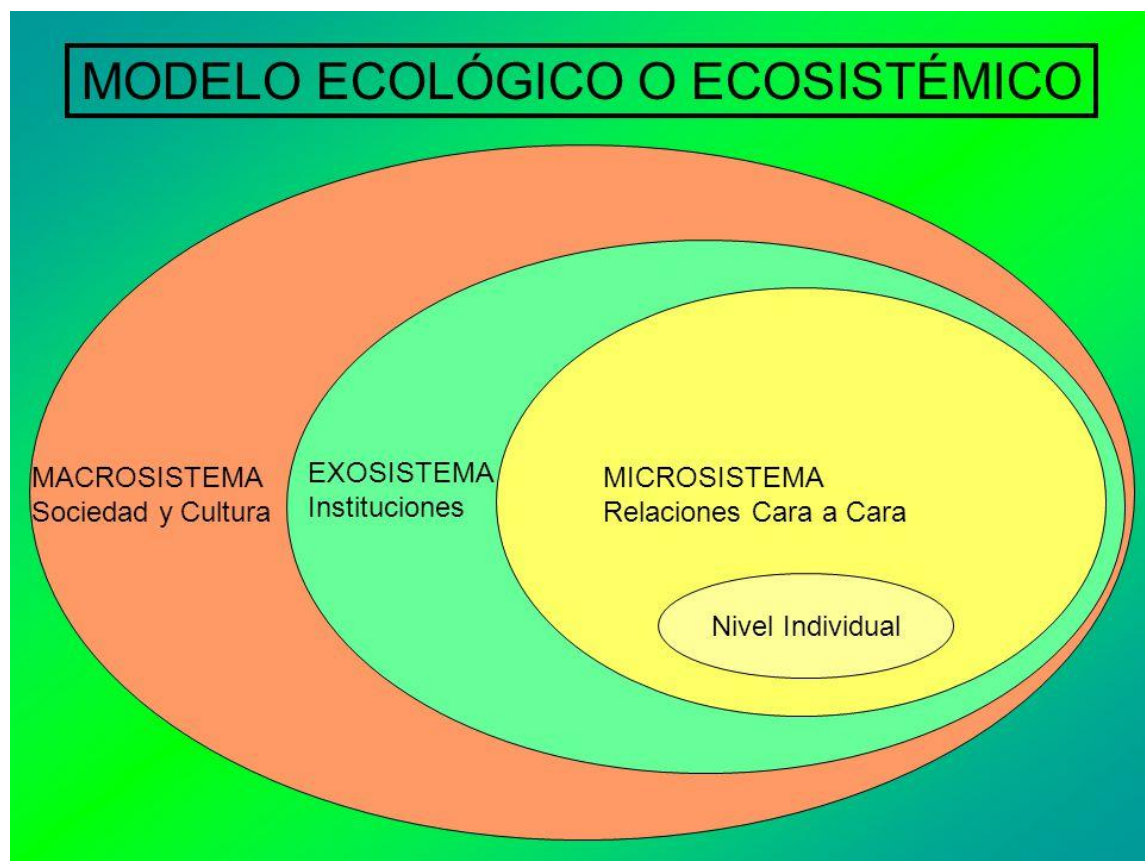 MODELO ECOLÓGICO O ECOSISTÉMICO
MACROSISTEMA
Sociedad y Cultura
EXOSISTEMA
Instituciones
MICROSISTEMA
Relaciones Cara a Cara
Nivel Individual